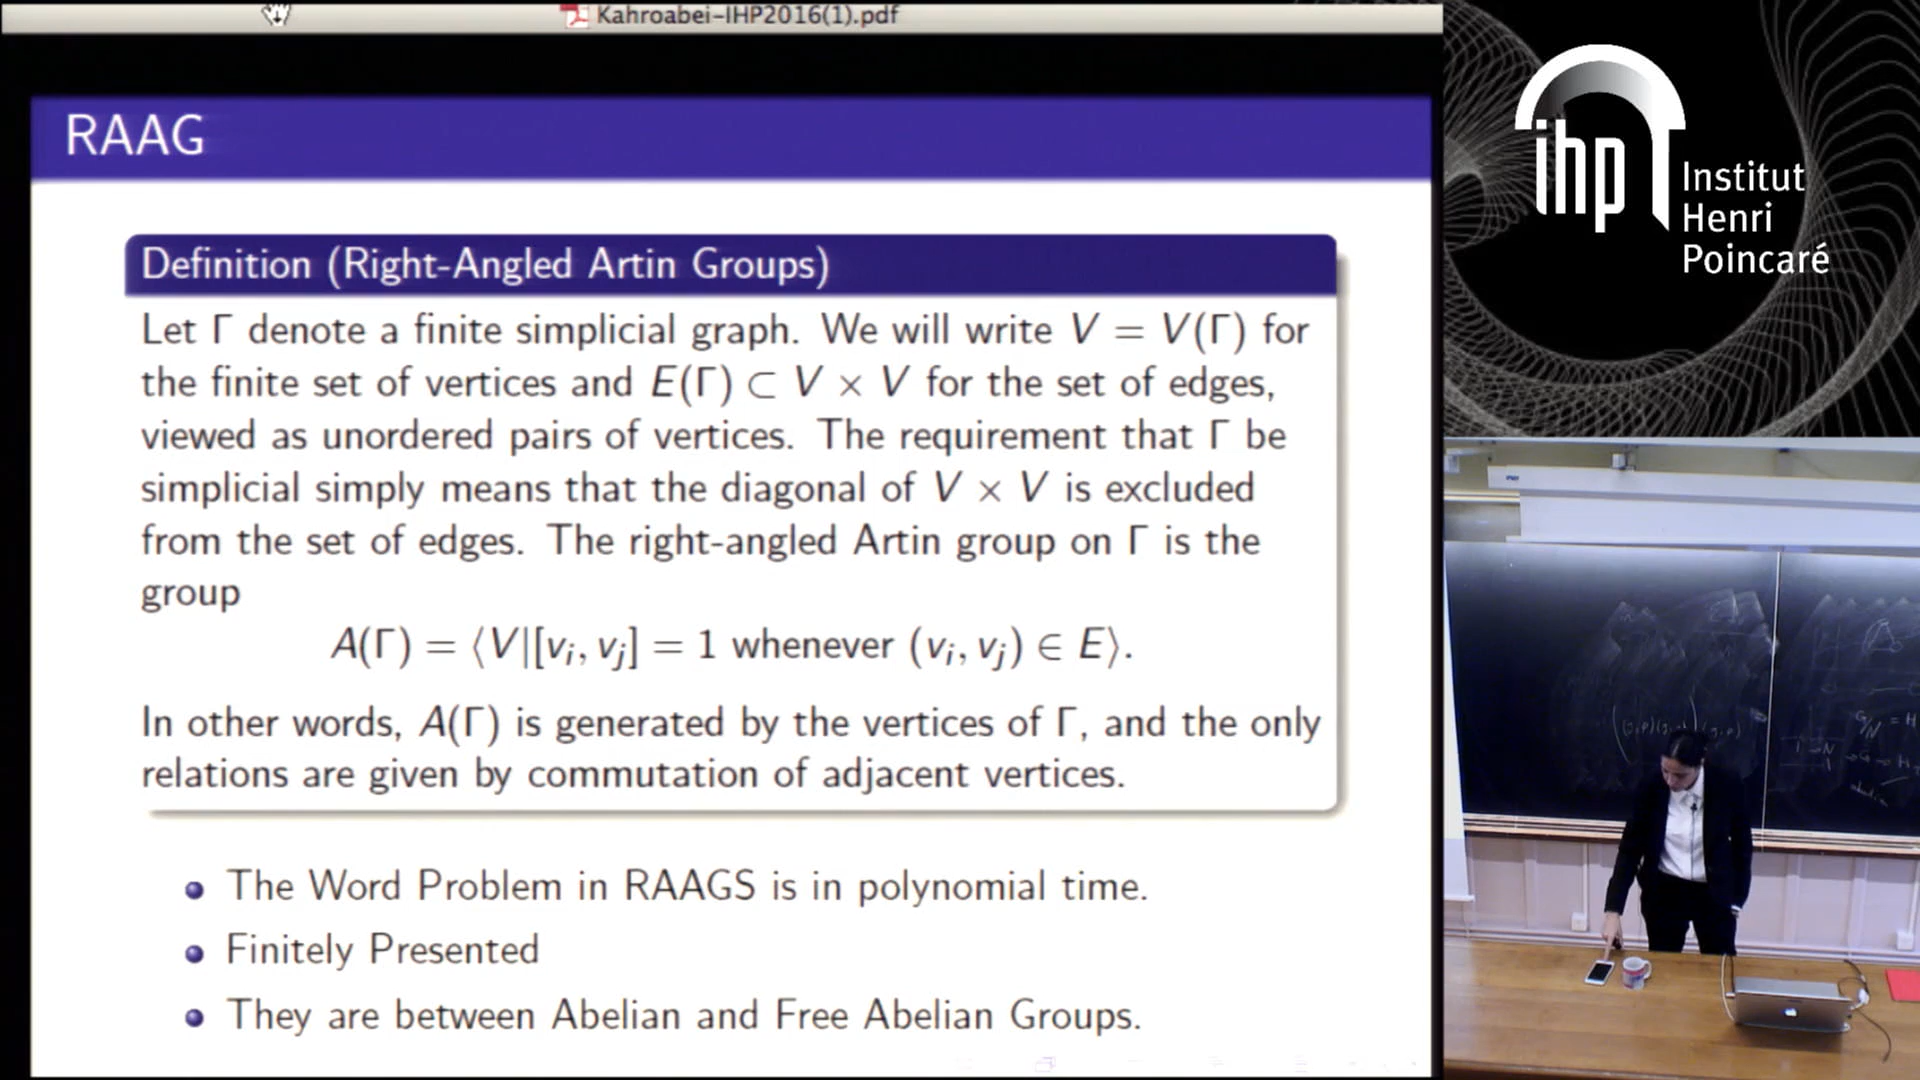 Kahroabei-IHP2016(1).pdf
RAAG
Definition (Right-Angled Artin Groups)
Let Γ denote a finite simplicial graph. We will write V = V(Γ) for
the finite set of vertices and E(Γ) ⊂ V × V for the set of edges,
viewed as unordered pairs of vertices. The requirement that Γ be
simplicial simply means that the diagonal of V × V is excluded
from the set of edges. The right-angled Artin group on Γ is the
group
A(Γ) = ⟨V|[vᵢ, vⱼ] = 1 whenever (vᵢ, vⱼ) ∈ E⟩.
In other words, A(Γ) is generated by the vertices of Γ, and the only
relations are given by commutation of adjacent vertices.
The Word Problem in RAAGS is in polynomial time.
Finitely Presented
They are between Abelian and Free Abelian Groups.
ihp
Institut
Henri
Poincaré